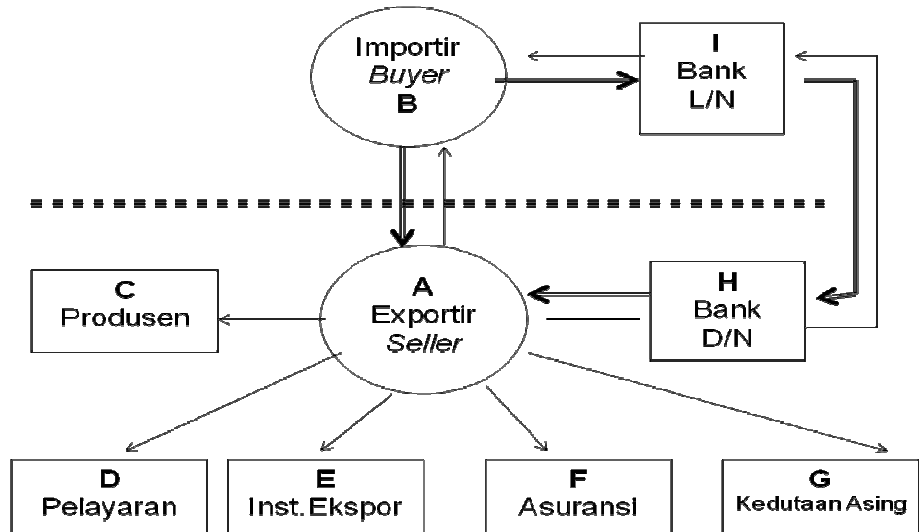 Importir
Buyer
B
I
Bank
L/N
C
Produsen
A
Exportir
Seller
H
Bank
D/N
D
Pelayaran
E
Inst.Ekspor
F
Asuransi
G
Kedutaan Asing